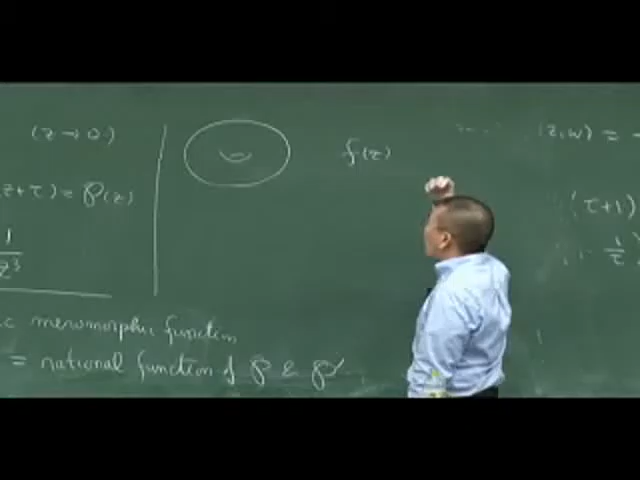 (z → 0)
z + τ) = ℘(z)
1/z³
c meromorphic function
= rational function of ℘ & ℘′
f(z)
(z, w) = -
(τ+1)
1/τ